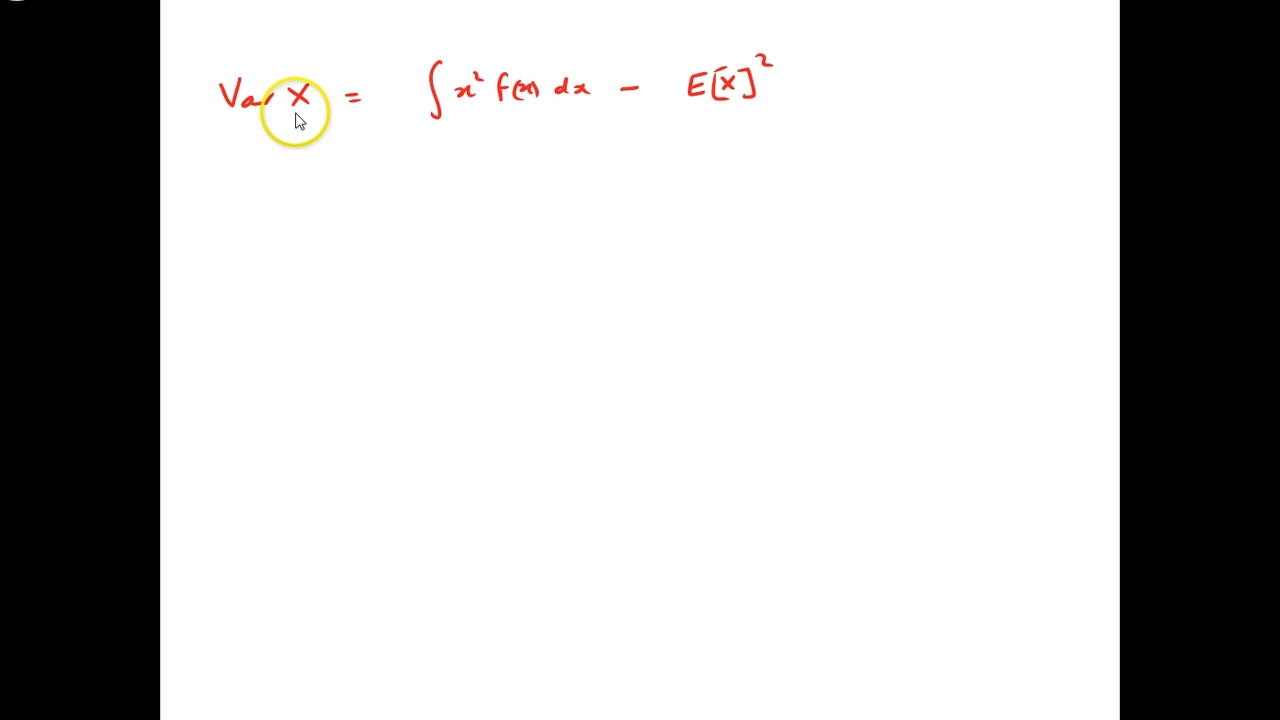 Var X = ∫ x² f(x) dx – E[X]²